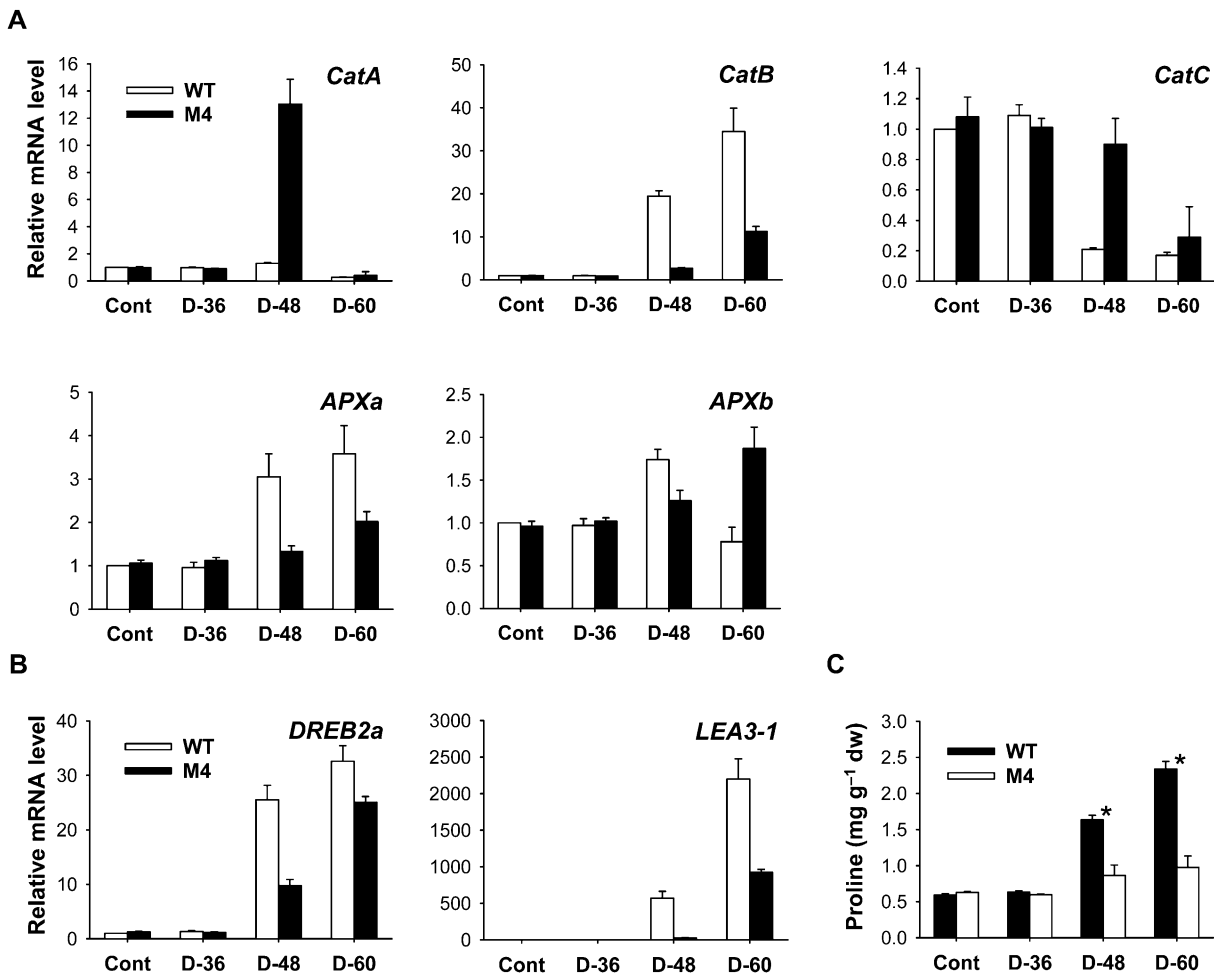 A
Relative mRNA level
16
14
12
10
8
6
4
2
0
WT
M4
CatA
Cont D-36 D-48 D-60
50
40
30
20
10
0
CatB
Cont D-36 D-48 D-60
1.4
1.2
1.0
0.8
0.6
0.4
0.2
0.0
CatC
Cont D-36 D-48 D-60
5
4
3
2
1
0
APXa
Cont D-36 D-48 D-60
2.5
2.0
1.5
1.0
0.5
0.0
APXb
Cont D-36 D-48 D-60
B
Relative mRNA level
40
30
20
10
0
WT
M4
DREB2a
Cont D-36 D-48 D-60
3000
2500
2000
1500
1000
500
0
LEA3-1
Cont D-36 D-48 D-60
C
Proline (mg g⁻¹ dw)
3.0
2.5
2.0
1.5
1.0
0.5
0.0
WT
M4
*
*
Cont D-36 D-48 D-60